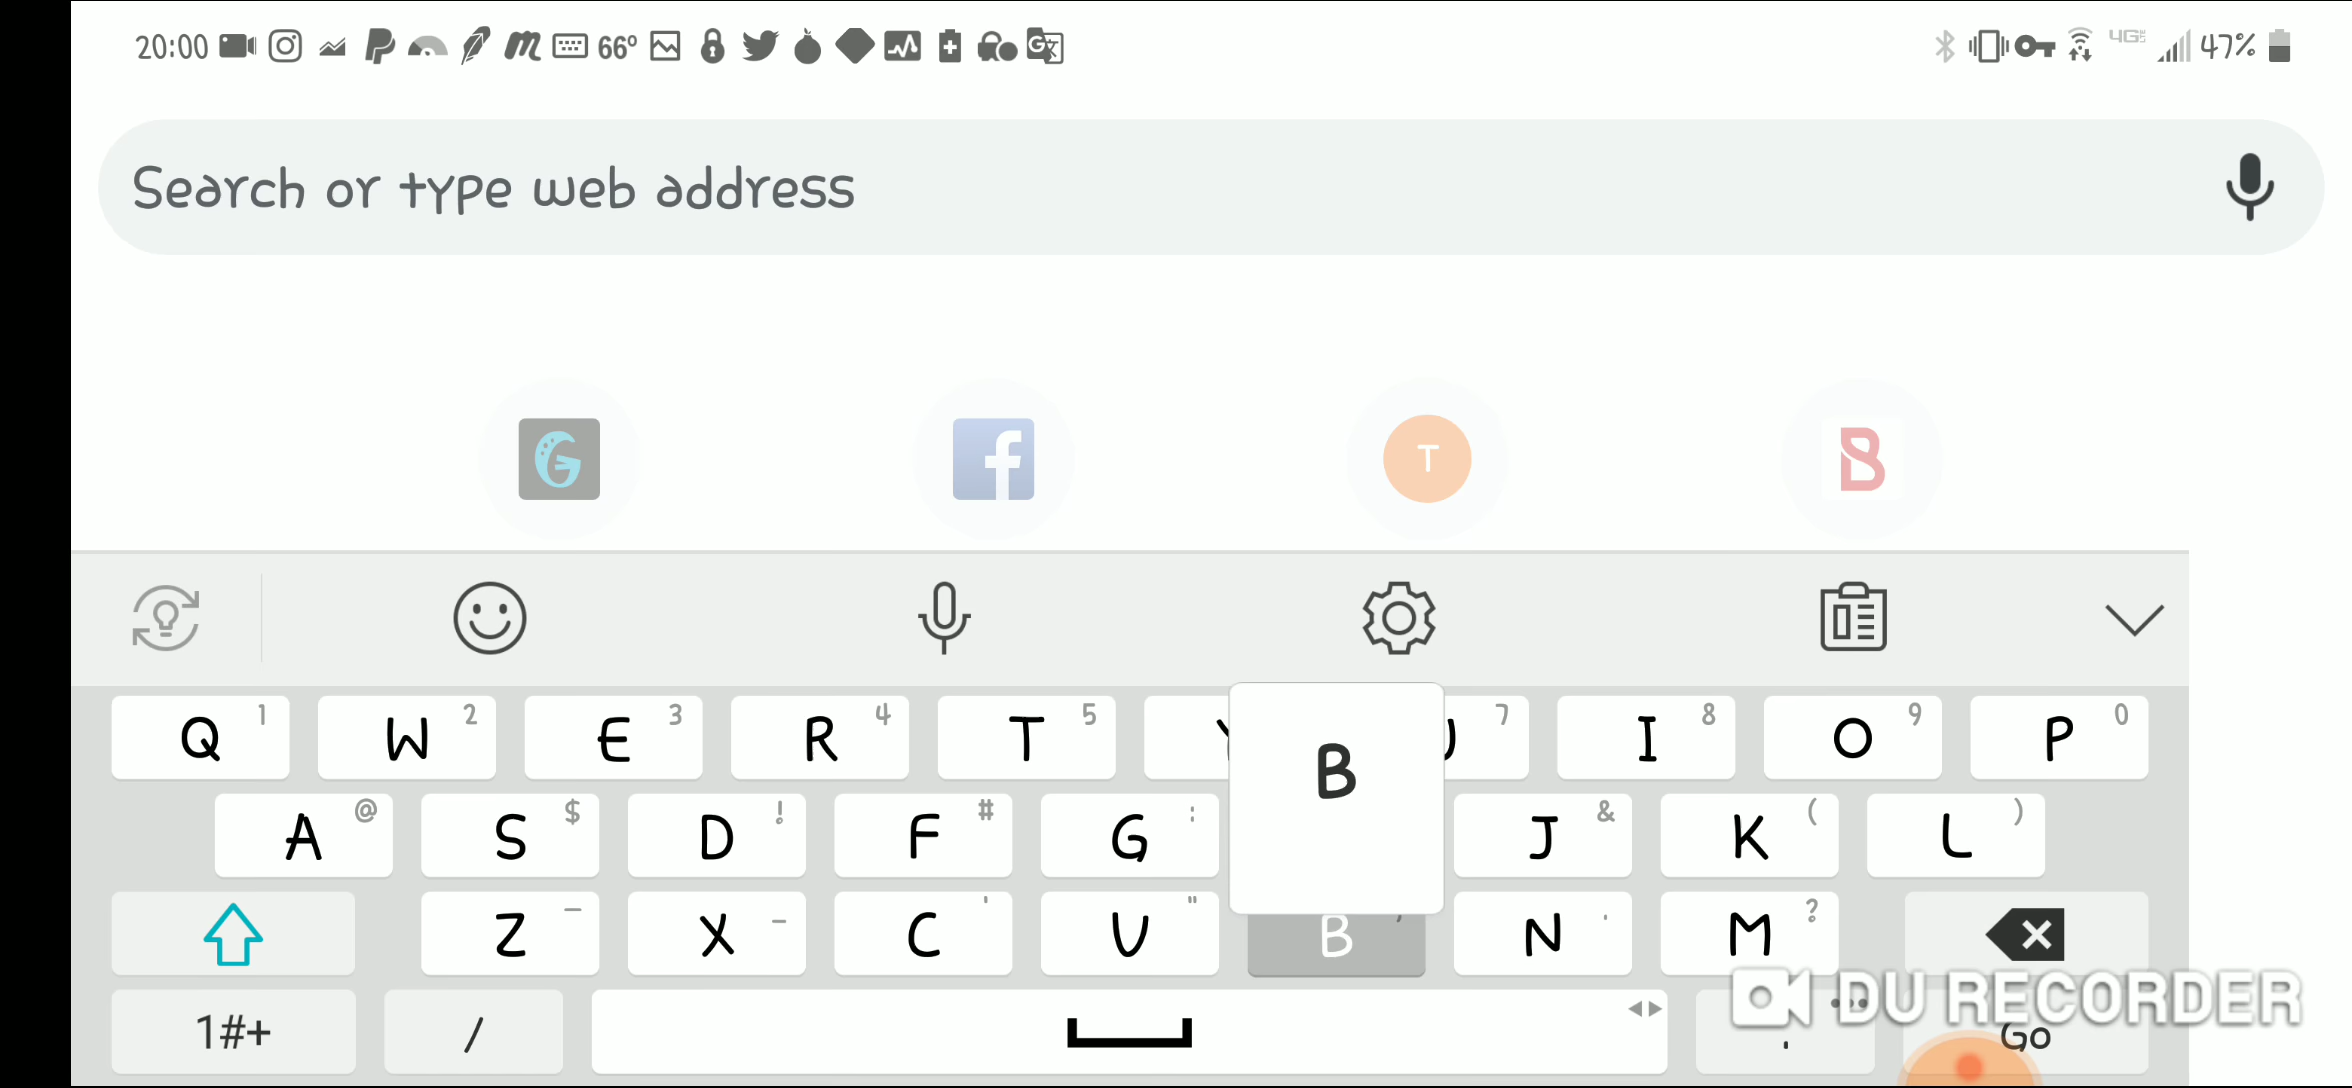 20:00 66° 4GE 47%
Search or type web address
G f T B
Q 1 W 2 E 3 R 4 T 5 B 7 I 8 O 9 P 0
A @ S $ D ! F # G : J & K ( L )
Z _ X - C ' V " B , N . M ?
DU RECORDER
1#+ / . Go